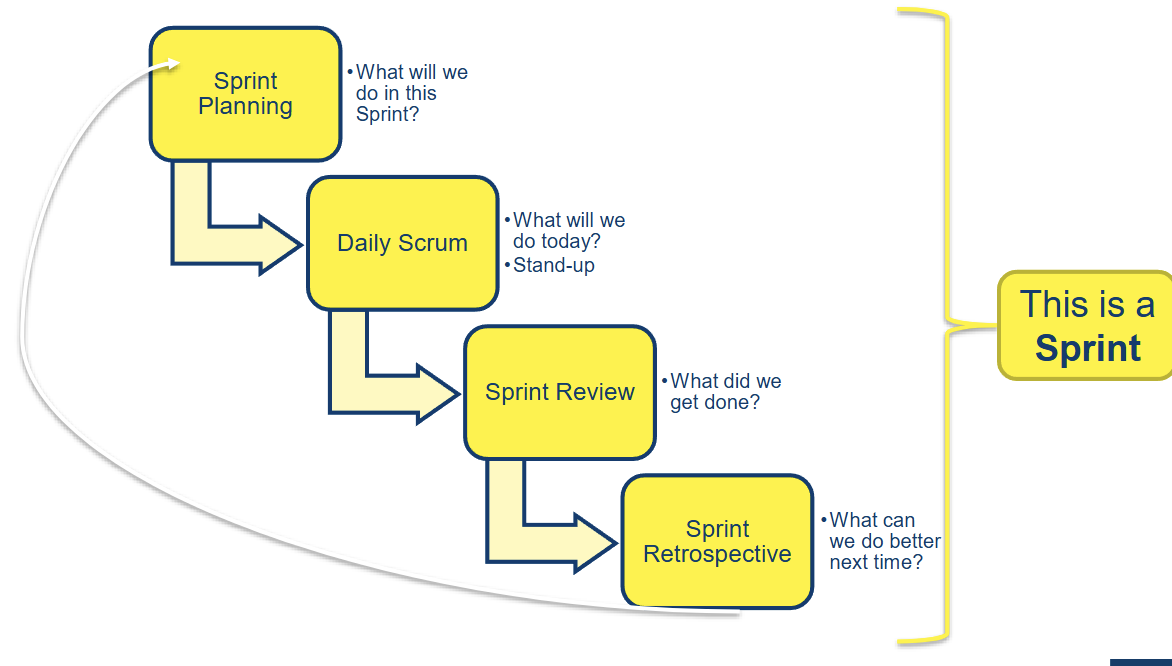 Sprint
Planning
•What will we
do in this
Sprint?
Daily Scrum
•What will we
do today?
•Stand-up
Sprint Review
•What did we
get done?
Sprint
Retrospective
•What can
we do better
next time?
This is a
Sprint